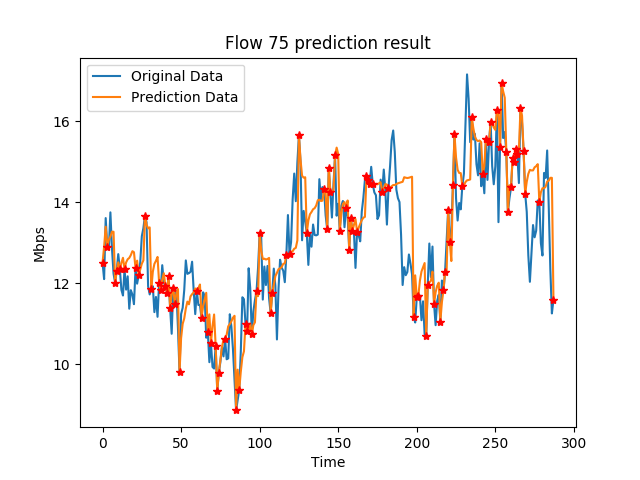 Flow 75 prediction result
Original Data
Prediction Data
Mbps
16
14
12
10
0 50 100 150 200 250 300
Time